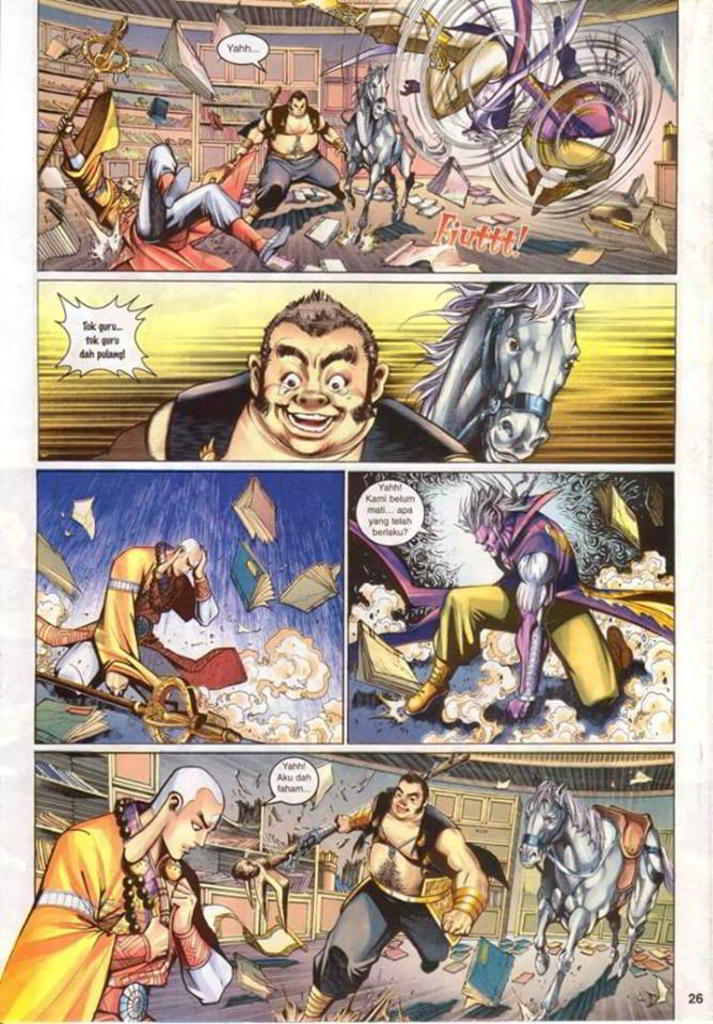 Yahh...
Fiuttt!
Tok guru...
tok guru
dah pulang!
Yahh!
Kami belum
mati... apa
yang telah
berlaku?
Yahh!
Aku dah
faham...
26